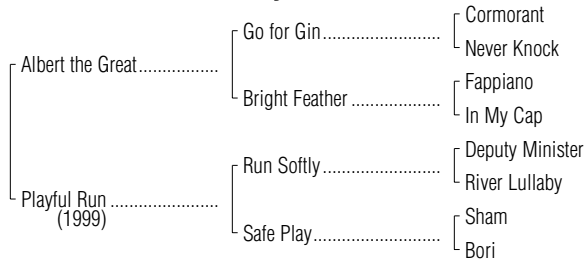 Cormorant
Go for Gin
Never Knock
Albert the Great
Fappiano
Bright Feather
In My Cap
Deputy Minister
Run Softly
River Lullaby
Playful Run
(1999)
Sham
Safe Play
Bori